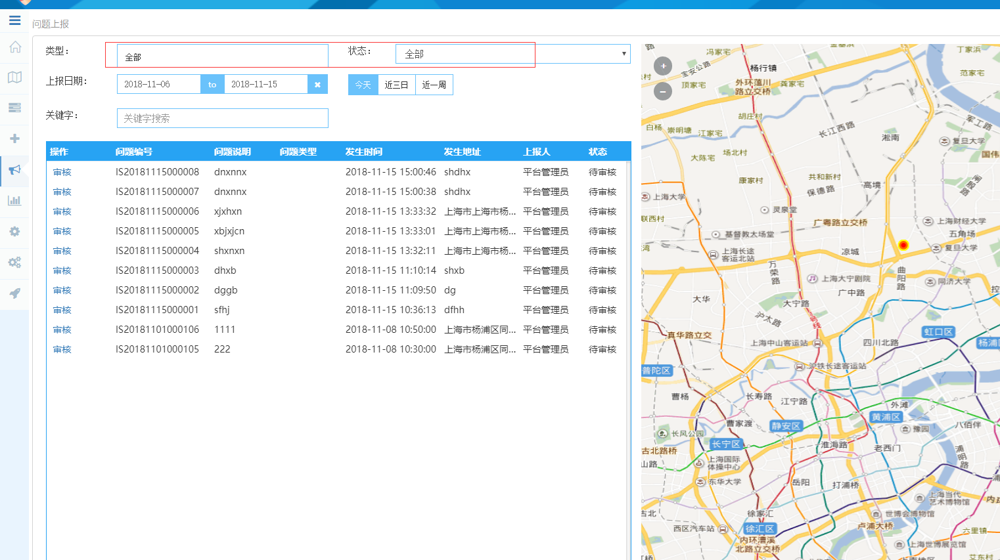 问题上报
类型：
全部
状态：
全部
上报日期：
2018-11-06
to
2018-11-15
今天
近三日
近一周
关键字：
关键字搜索
操作 问题编号 问题说明 问题类型 发生时间 发生地址 上报人 状态
审核 IS20181115000008 dnxnnx 2018-11-15 15:00:46 shdhx 平台管理员 待审核
审核 IS20181115000007 dnxnnx 2018-11-15 15:00:38 shdhx 平台管理员 待审核
审核 IS20181115000006 xjxhxn 2018-11-15 13:33:32 上海市上海市杨... 平台管理员 待审核
审核 IS20181115000005 xbjxjcn 2018-11-15 13:33:01 上海市上海市杨... 平台管理员 待审核
审核 IS20181115000004 shxnxn 2018-11-15 13:32:11 上海市上海市杨... 平台管理员 待审核
审核 IS20181115000003 dhxb 2018-11-15 11:10:14 shxb 平台管理员 待审核
审核 IS20181115000002 dggb 2018-11-15 11:09:50 dg 平台管理员 待审核
审核 IS20181115000001 sfhj 2018-11-15 10:36:13 dfhh 平台管理员 待审核
审核 IS20181101000106 1111 2018-11-08 10:50:00 上海市杨浦区同... 平台管理员 待审核
审核 IS20181101000105 222 2018-11-08 10:30:00 上海市杨浦区同... 平台管理员 待审核
路
冯家宅
丁家浜
宝安公路
杨行镇
范家宅
村
顶家宅
外环蕰川
路立交桥
龚家宅
胡庄村
军工路
白杨
崇明塘
江家宅
长江西路
淞南
复旦大学
大陈宅
场北村
国伟
康家村
共和新村
高境
闸殷路
保德路
上海大学
灵泉堂
联西村
广粤路立交桥
上海财经大学
五角场
基督教大场堂
湾
上海长途
客运北站
凉城
复旦大学
万荣路
曲阳路
上海大宁剧院
同济大学
广中路
控
大华
大宁路
沪太路
真华路立交
上海中山客运站
四川北路
虹口区
杨浦
普陀区
沪铁长途客运站
曹杨
长寿路
江宁路
外滩
黄浦区
曹家渡
静安区
豫园
八佰伴
长风公园
长宁区
淮海路
老西门
古北路桥
浦明路
山路
上海国际
体操中心
东华大学
岳阳
打浦桥
浦
上海当代
艺术博物馆
内环
古北
徐家汇
世博会博物馆
西区汽车站
徐汇区
卢浦大桥
六里镇
内环漕溪
北路立交桥
上海世博展览馆
艾东村